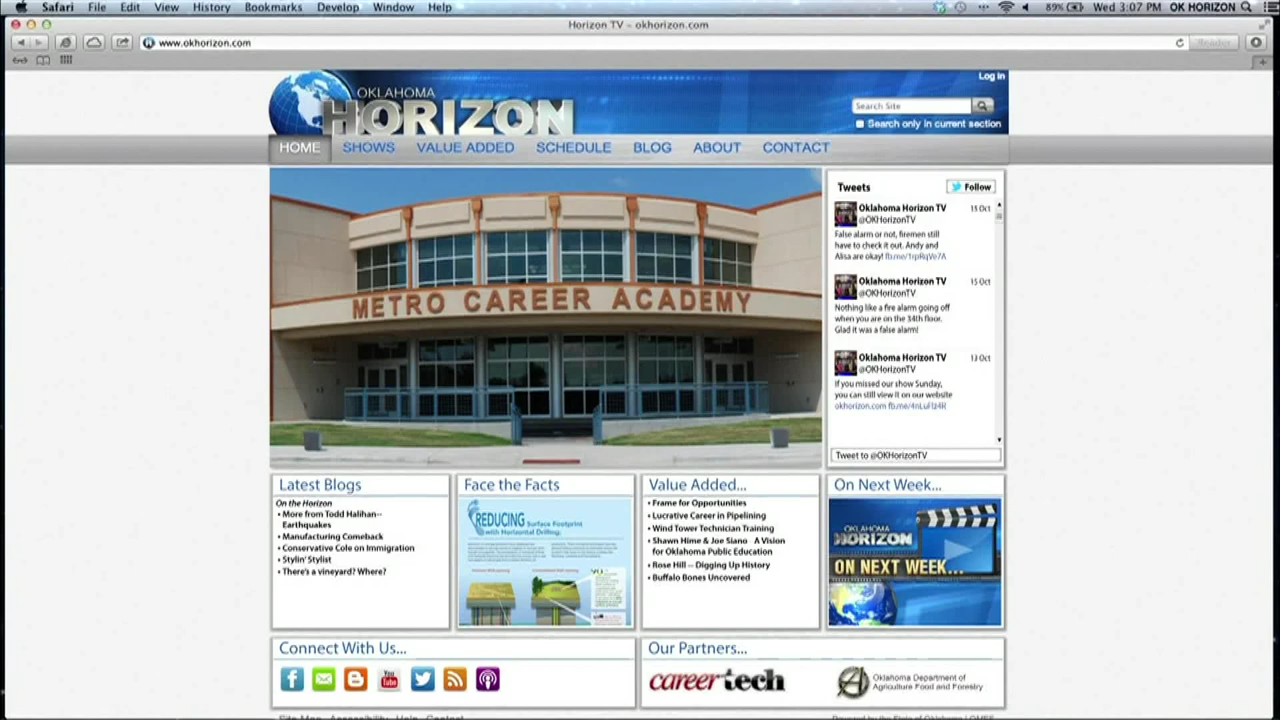 Safari File Edit View History Bookmarks Develop Window Help 89% Wed 3:07 PM OK HORIZON
Horizon TV – okhorizon.com
www.okhorizon.com
Reader
Log in
OKLAHOMA
HORIZON
Search Site
Search only in current section
HOME SHOWS VALUE ADDED SCHEDULE BLOG ABOUT CONTACT
METRO CAREER ACADEMY
Tweets
Follow
Oklahoma Horizon TV 15 Oct
@OKHorizonTV
False alarm or not, firemen still
have to check it out. Andy and
Alisa are okay!
Oklahoma Horizon TV 15 Oct
@OKHorizonTV
Nothing like a fire alarm going off
when you are on the 34th floor.
Glad it was a false alarm!
Oklahoma Horizon TV 13 Oct
@OKHorizonTV
If you missed our show Sunday,
you can still view it on our website
okhorizon.com
Tweet to @OKHorizonTV
Latest Blogs
On the Horizon
• More from Todd Halihan--
Earthquakes
• Manufacturing Comeback
• Conservative Cole on Immigration
• Stylin' Stylist
• There's a vineyard? Where?
Face the Facts
REDUCING Surface Footprint
with Horizontal Drilling
Value Added...
• Frame for Opportunities
• Lucrative Career in Pipelining
• Wind Tower Technician Training
• Shawn Hime & Joe Siano A Vision
for Oklahoma Public Education
• Rose Hill -- Digging Up History
• Buffalo Bones Uncovered
On Next Week...
OKLAHOMA
HORIZON
ON NEXT WEEK...
Connect With Us...
You
Tube
Our Partners...
careertech
Oklahoma Department of
Agriculture Food and Forestry